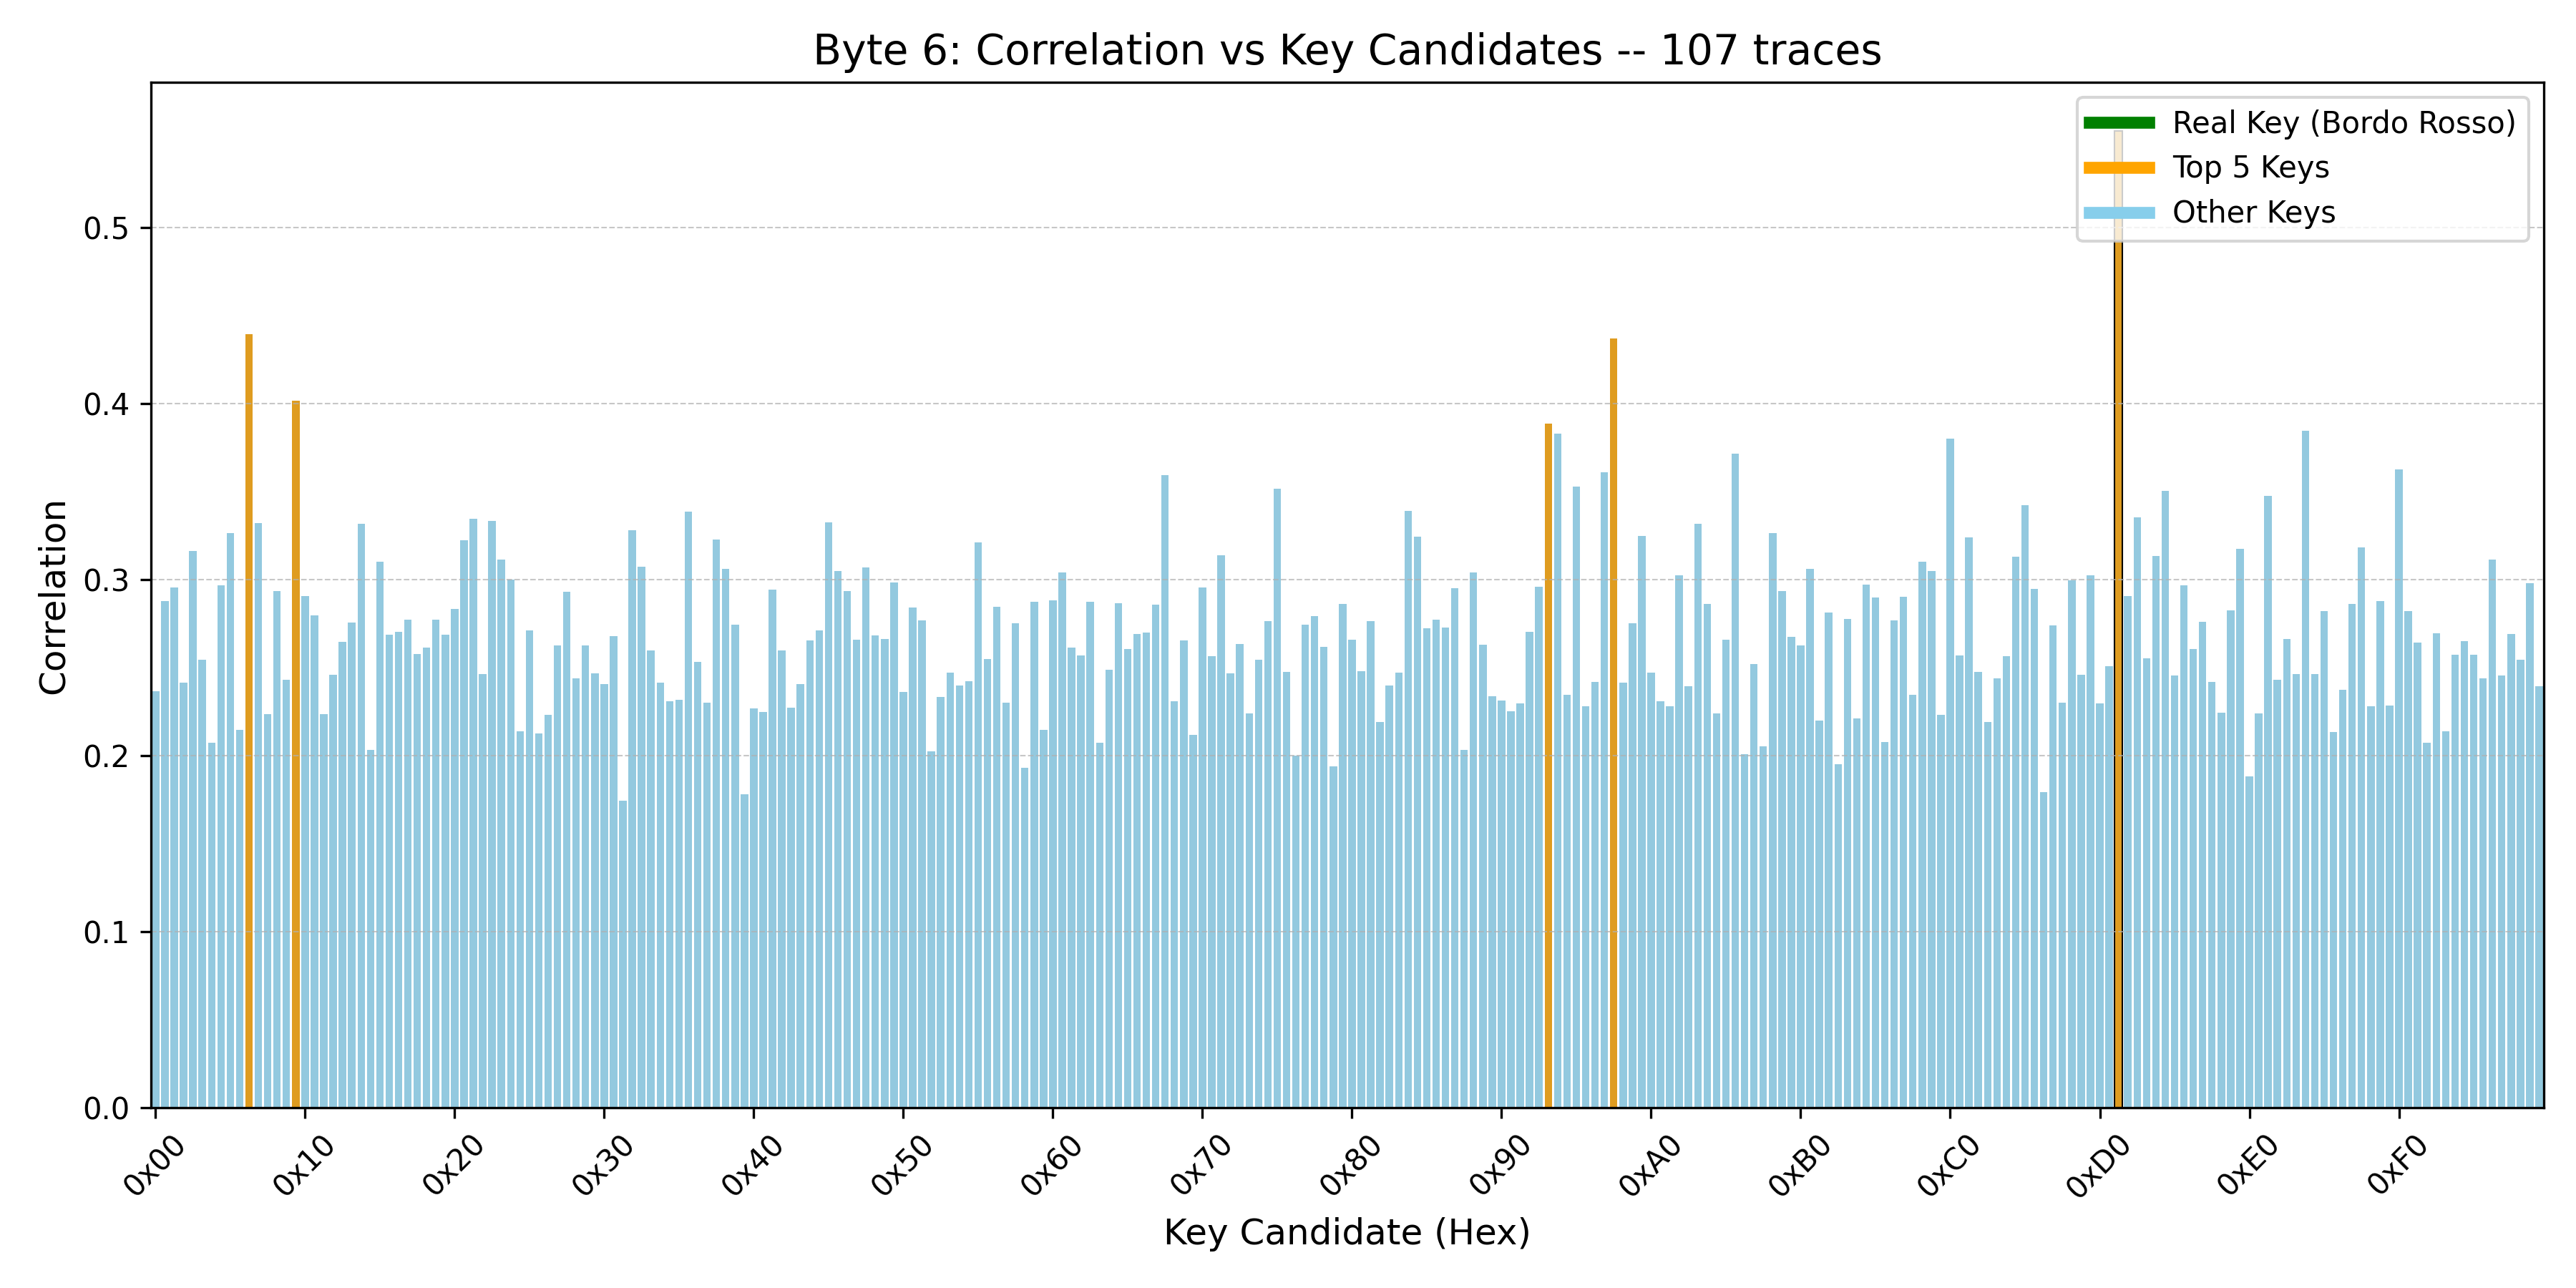 Byte 6: Correlation vs Key Candidates -- 107 traces
Real Key (Bordo Rosso)
Top 5 Keys
Other Keys
Correlation
0.5
0.4
0.3
0.2
0.1
0.0
0x00 0x10 0x20 0x30 0x40 0x50 0x60 0x70 0x80 0x90 0xA0 0xB0 0xC0 0xD0 0xE0 0xF0
Key Candidate (Hex)